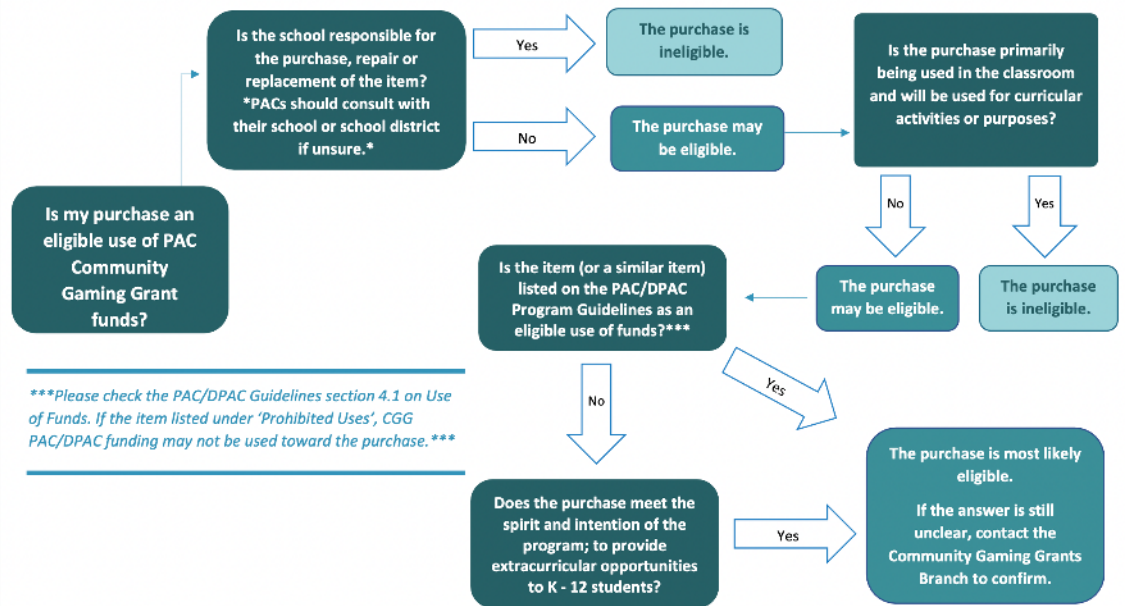 Is my purchase an
eligible use of PAC
Community
Gaming Grant
funds?
Is the school responsible for
the purchase, repair or
replacement of the item?
*PACs should consult with
their school or school district
if unsure.*
Yes
The purchase is
ineligible.
No
The purchase may
be eligible.
Is the purchase primarily
being used in the classroom
and will be used for curricular
activities or purposes?
No
Yes
The purchase
may be eligible.
The purchase
is ineligible.
Is the item (or a similar item)
listed on the PAC/DPAC
Program Guidelines as an
eligible use of funds?***
No
Yes
***Please check the PAC/DPAC Guidelines section 4.1 on Use
of Funds. If the item listed under ‘Prohibited Uses’, CGG
PAC/DPAC funding may not be used toward the purchase.***
Does the purchase meet the
spirit and intention of the
program; to provide
extracurricular opportunities
to K - 12 students?
Yes
The purchase is most likely
eligible.
If the answer is still
unclear, contact the
Community Gaming Grants
Branch to confirm.